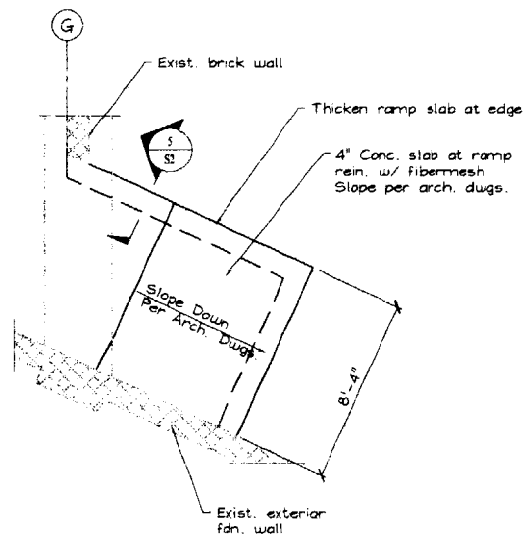 G
Exist. brick wall
Thicken ramp slab at edge
5
S2
4" Conc. slab at ramp
rein. w/ fibermesh
Slope per arch. dwgs.
Slope Down
Per Arch. Dwgs.
8'-4"
Exist. exterior
fdn. wall